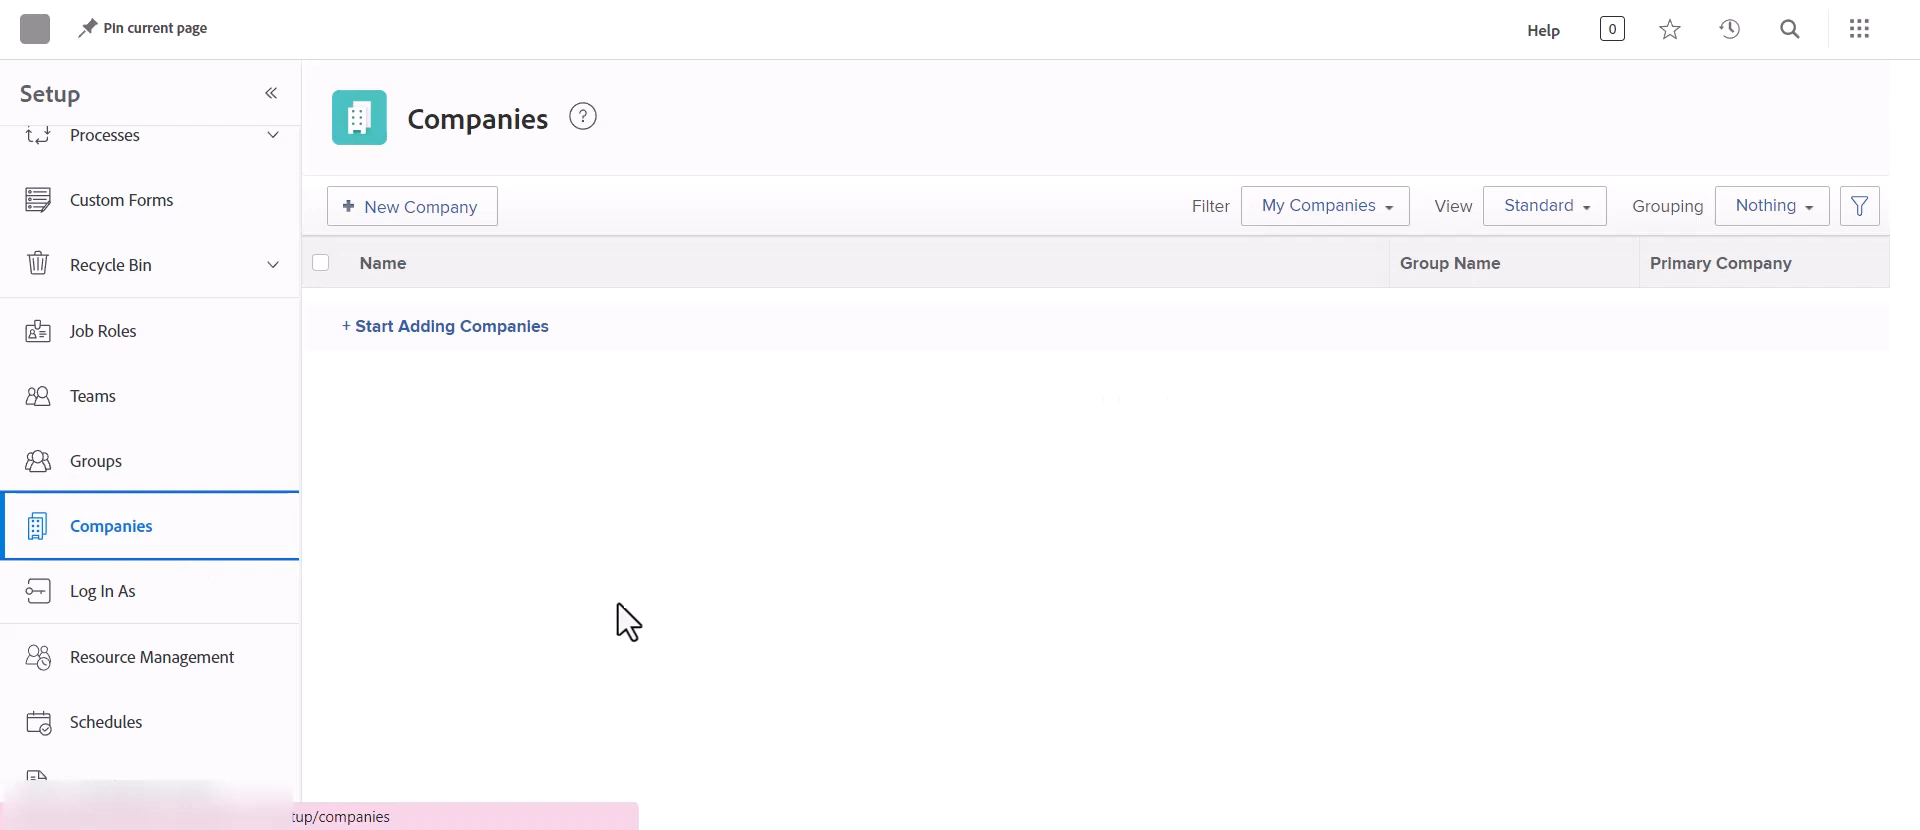 Pin current page
Help
0
Setup
Processes
Custom Forms
Recycle Bin
Job Roles
Teams
Groups
Companies
Log In As
Resource Management
Schedules
Companies ?
+ New Company
Filter My Companies View Standard Grouping Nothing
Name Group Name Primary Company
+ Start Adding Companies
tup/companies